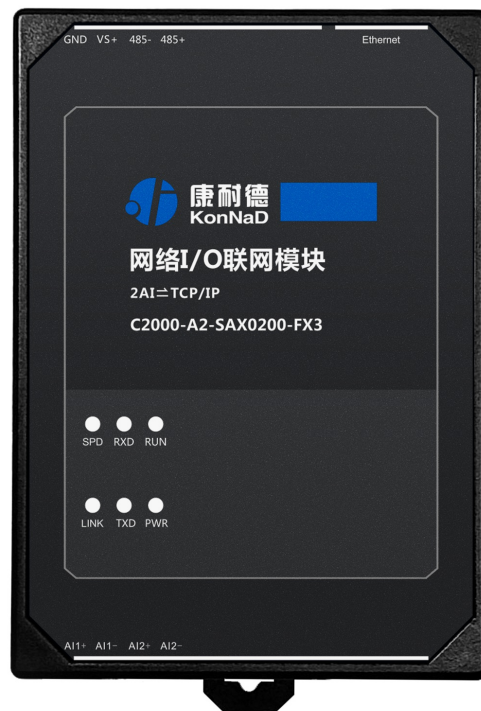 GND VS+ 485- 485+ Ethernet
康耐德
KonNaD
网络I/O联网模块
2AI⇌TCP/IP
C2000-A2-SAX0200-FX3
SPD RXD RUN
LINK TXD PWR
AI1+ AI1- AI2+ AI2-